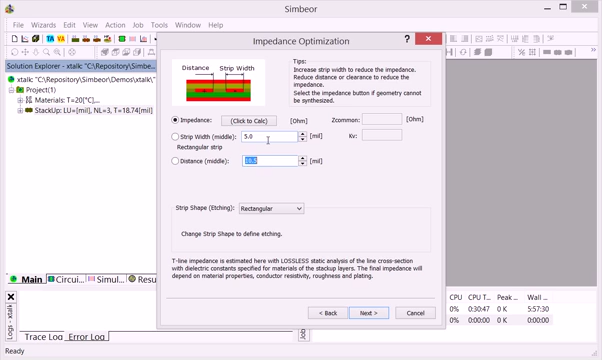 Simbeor
File Wizards Edit View Action Job Tools Window Help
TA VA
Solution Explorer - xtalk "C:\Repository\Simbeor\
xtalk "C:\Repository\Simbeor\Demos\xtalk\"
Project(1)
Materials: T=20[°C],...
StackUp: LU=[mil], NL=3, T=18.74[mil]
Main Circui... Simul... Resu
Impedance Optimization
?
Distance Strip Width
Tips:
Increase strip width to reduce the impedance.
Reduce distance or clearance to reduce the
impedance.
Select the impedance button if geometry cannot
be synthesized.
Impedance: (Click to Calc) [Ohm] Zcommon: [Ohm]
Strip Width (middle): 5.0 [mil] Kv:
Rectangular strip
Distance (middle): [mil]
Strip Shape (Etching): Rectangular
Change Strip Shape to define etching.
T-line impedance is estimated here with LOSSLESS static analysis of the line cross-section
with dielectric constants specified for materials of the stackup layers. The final impedance will
depend on material properties, conductor resistivity, roughness and plating.
< Back Next > Cancel
CPU CPU T... Peak ... Wall ...
0% 0:30:47 0 K 5:57:30
0% 0:00:00 0 K 0:00:00
Logs - xtalk
Trace Log Error Log
Job
Ready